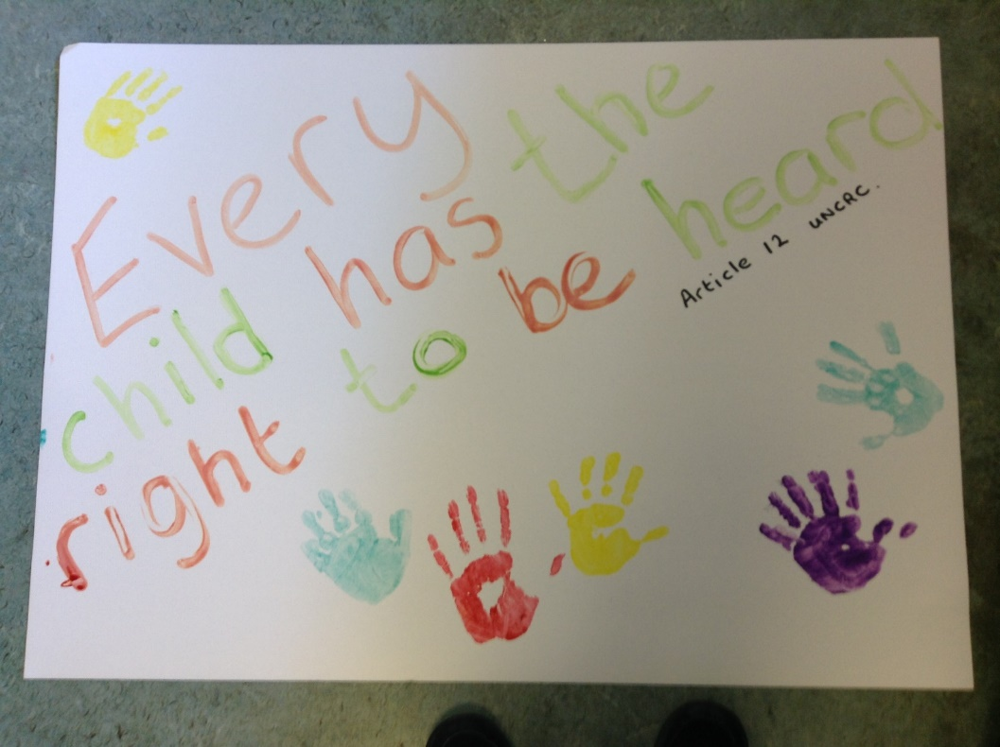 Every
child has the
right to be heard
Article 12 UNCRC.